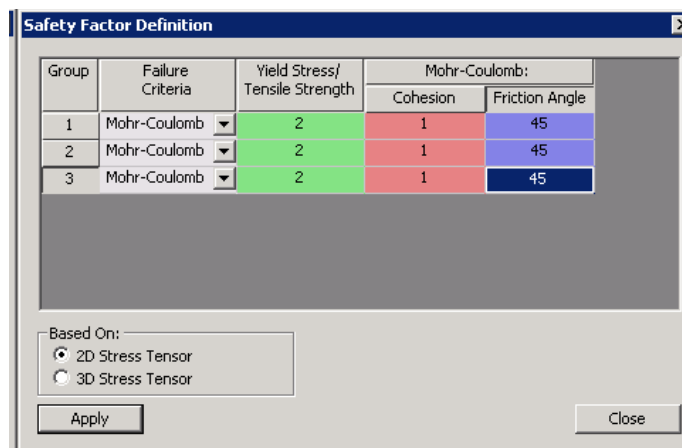 Safety Factor Definition
Group Failure Criteria Yield Stress/ Tensile Strength Mohr-Coulomb:
Cohesion Friction Angle
1 Mohr-Coulomb 2 1 45
2 Mohr-Coulomb 2 1 45
3 Mohr-Coulomb 2 1 45
Based On:
2D Stress Tensor
3D Stress Tensor
Apply Close